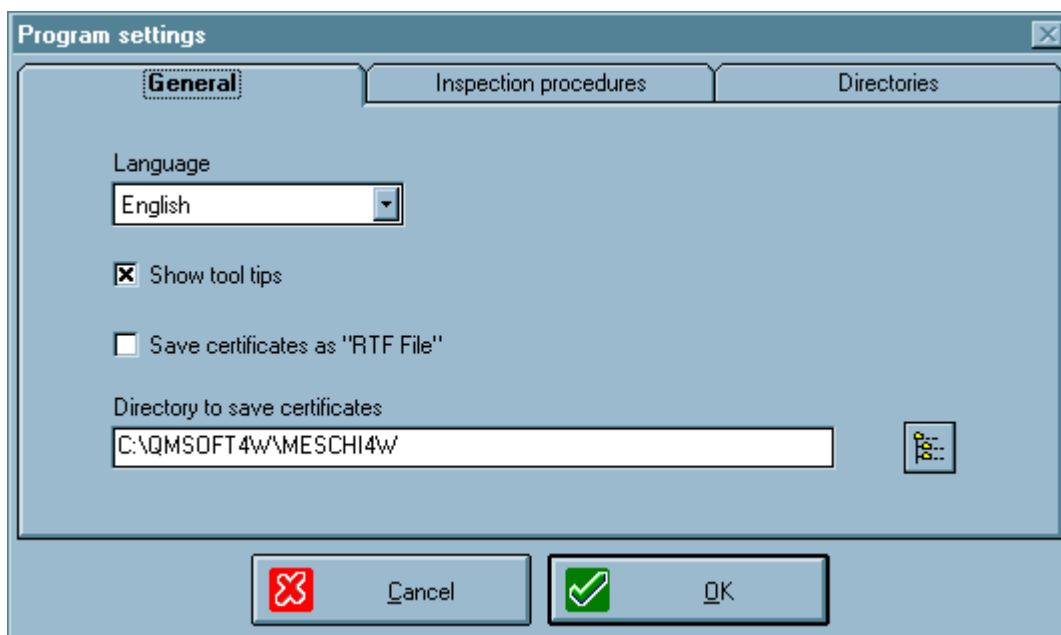 Program settings
General Inspection procedures Directories
Language
English
Show tool tips
Save certificates as "RTF File"
Directory to save certificates
C:\QMSOFT4W\MESCHI4W
Cancel OK